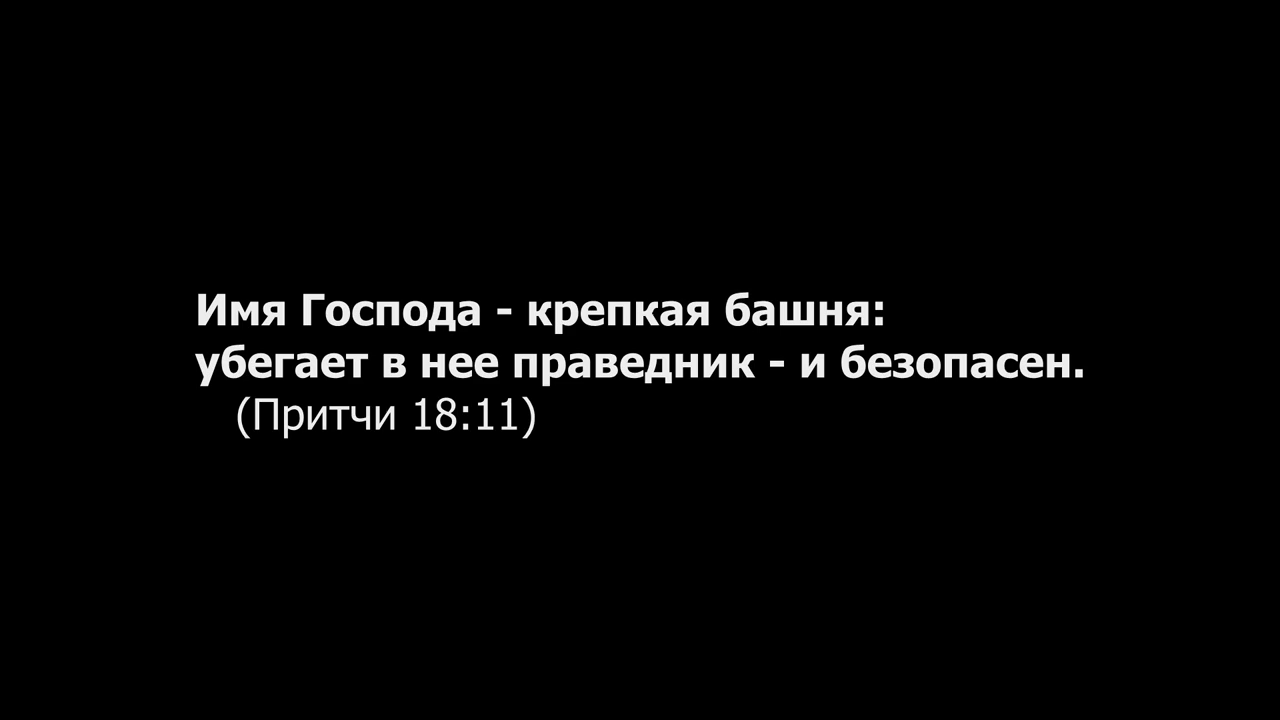 Имя Господа - крепкая башня:
убегает в нее праведник - и безопасен.
(Притчи 18:11)